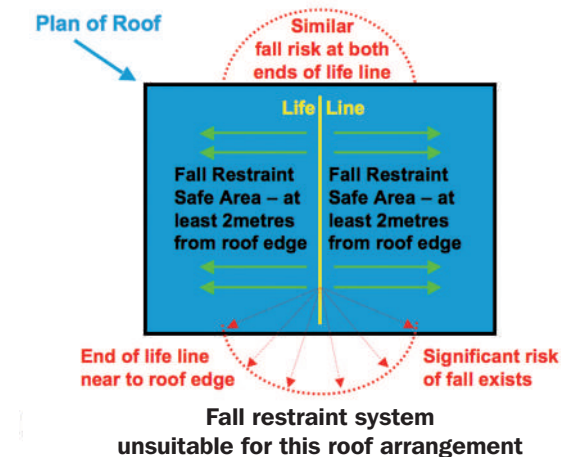 Plan of Roof
Similar
fall risk at both
ends of life line
Life Line
Fall Restraint
Safe Area – at
least 2metres
from roof edge
Fall Restraint
Safe Area – at
least 2metres
from roof edge
End of life line
near to roof edge
Significant risk
of fall exists
Fall restraint system
unsuitable for this roof arrangement